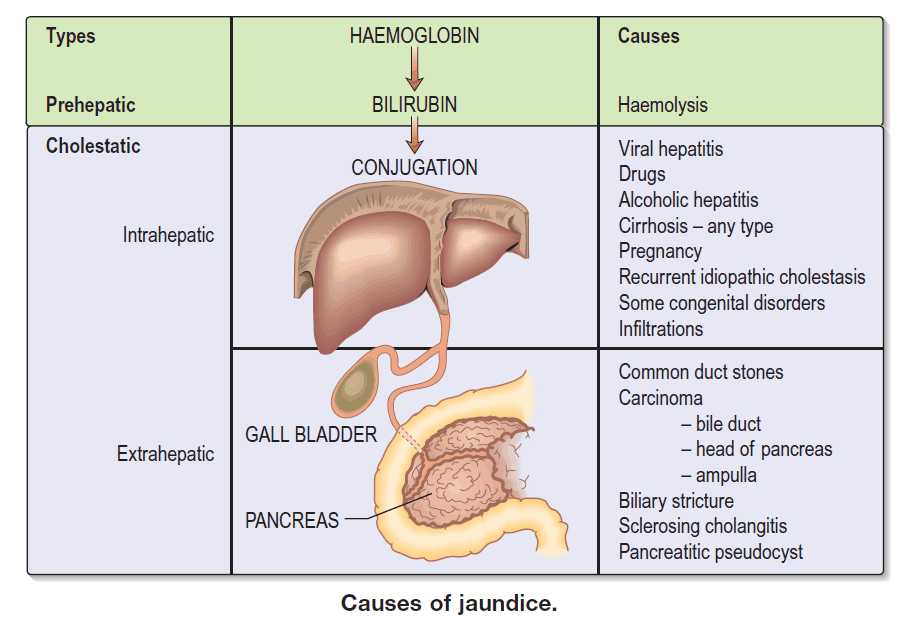 Types
HAEMOGLOBIN
Causes
Prehepatic
BILIRUBIN
Haemolysis
Cholestatic
CONJUGATION
Intrahepatic
Viral hepatitis
Drugs
Alcoholic hepatitis
Cirrhosis – any type
Pregnancy
Recurrent idiopathic cholestasis
Some congenital disorders
Infiltrations
Extrahepatic
GALL BLADDER
PANCREAS
Common duct stones
Carcinoma
– bile duct
– head of pancreas
– ampulla
Biliary stricture
Sclerosing cholangitis
Pancreatitic pseudocyst
Causes of jaundice.